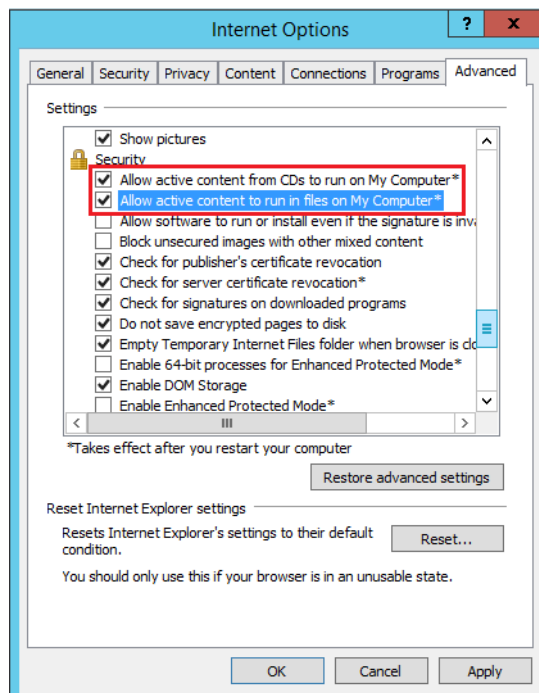 Internet Options
? x
General Security Privacy Content Connections Programs Advanced
Settings
Show pictures
Security
Allow active content from CDs to run on My Computer*
Allow active content to run in files on My Computer*
Allow software to run or install even if the signature is inva
Block unsecured images with other mixed content
Check for publisher's certificate revocation
Check for server certificate revocation*
Check for signatures on downloaded programs
Do not save encrypted pages to disk
Empty Temporary Internet Files folder when browser is clo
Enable 64-bit processes for Enhanced Protected Mode*
Enable DOM Storage
Enable Enhanced Protected Mode*
*Takes effect after you restart your computer
Restore advanced settings
Reset Internet Explorer settings
Resets Internet Explorer's settings to their default
condition.
Reset...
You should only use this if your browser is in an unusable state.
OK Cancel Apply